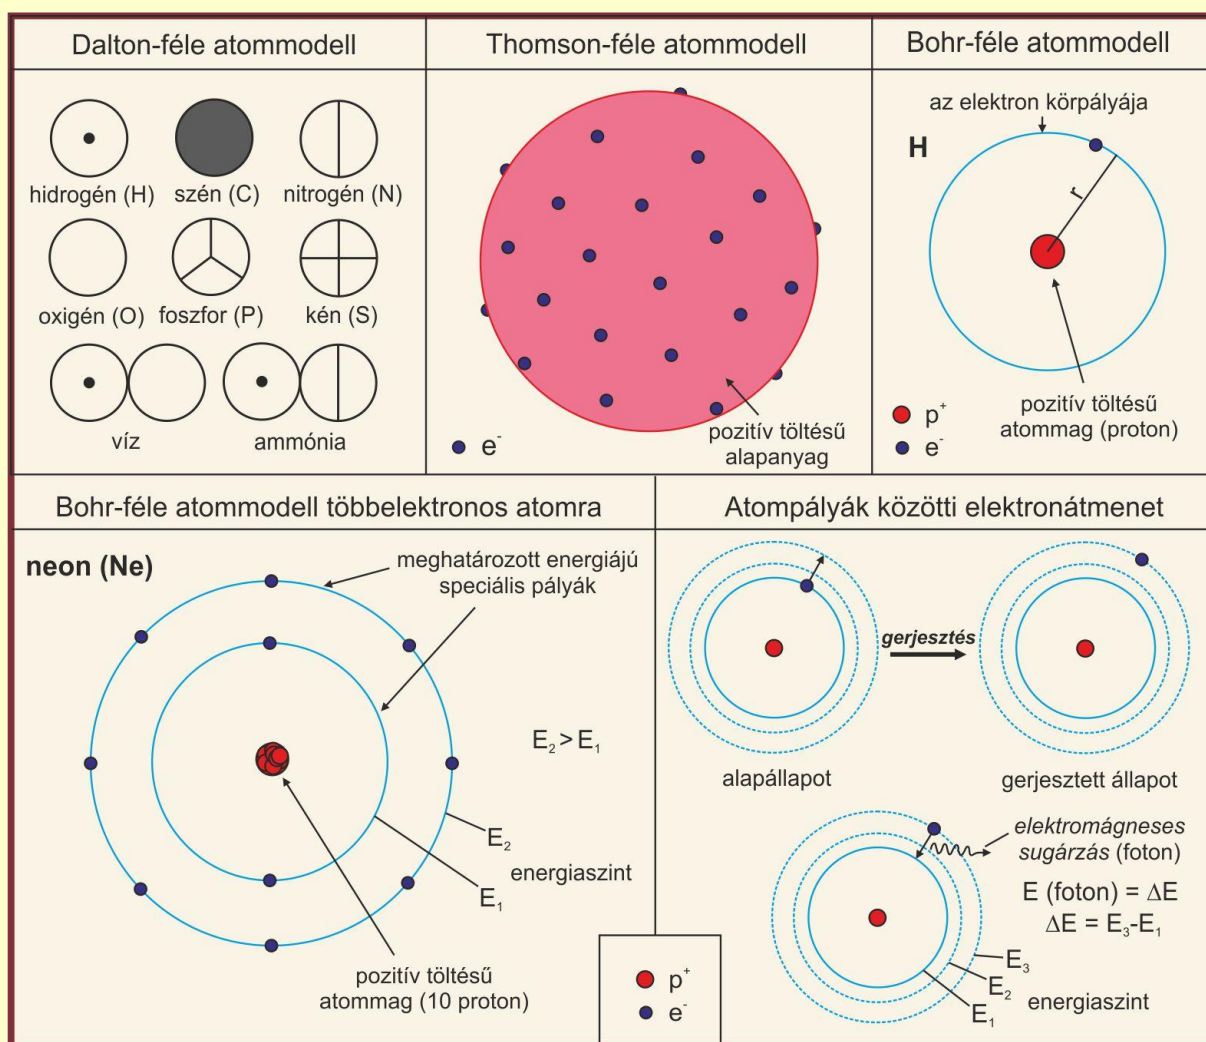 Dalton-féle atommodell
hidrogén (H)
szén (C)
nitrogén (N)
oxigén (O)
foszfor (P)
kén (S)
víz
ammónia
Thomson-féle atommodell
e-
pozitív töltésű
alapanyag
Bohr-féle atommodell
az elektron körpályája
H
r
p+
e-
pozitív töltésű
atommag (proton)
Bohr-féle atommodell többelektronos atomra
neon (Ne)
meghatározott energiájú
speciális pályák
E2 > E1
E2
energiaszint
E1
pozitív töltésű
atommag (10 proton)
p+
e-
Atompályák közötti elektronátmenet
gerjesztés
alapállapot
gerjesztett állapot
elektromágneses
sugárzás (foton)
E (foton) = ΔE
ΔE = E3-E1
E3
E2
energiaszint
E1